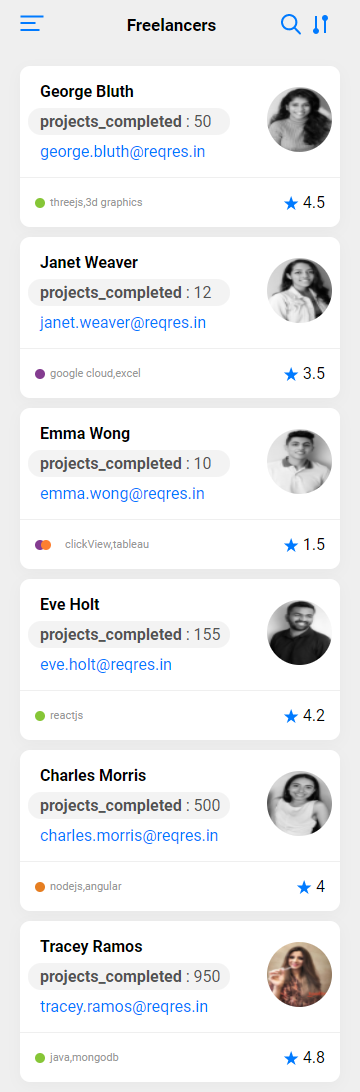 Freelancers
George Bluth
projects_completed : 50
george.bluth@reqres.in
threejs,3d graphics
4.5
Janet Weaver
projects_completed : 12
janet.weaver@reqres.in
google cloud,excel
3.5
Emma Wong
projects_completed : 10
emma.wong@reqres.in
clickView,tableau
1.5
Eve Holt
projects_completed : 155
eve.holt@reqres.in
reactjs
4.2
Charles Morris
projects_completed : 500
charles.morris@reqres.in
nodejs,angular
4
Tracey Ramos
projects_completed : 950
tracey.ramos@reqres.in
java,mongodb
4.8